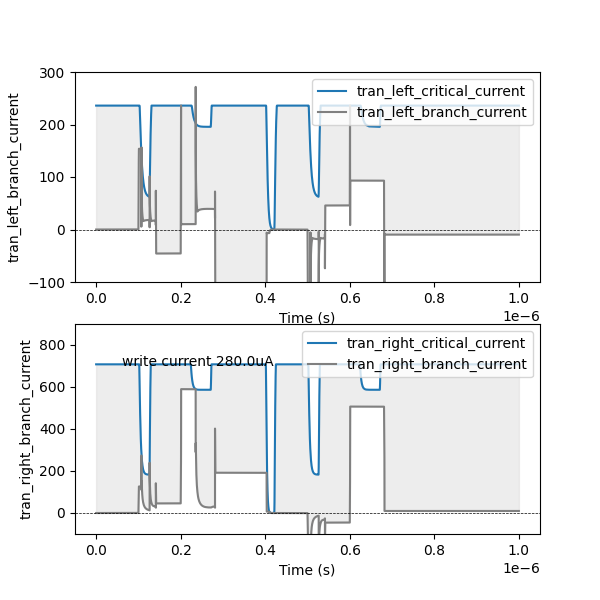 tran_left_branch_current
300
200
100
0
−100
tran_left_critical_current
tran_left_branch_current
0.0 0.2 0.4 0.6 0.8 1.0
Time (s)
1e−6
tran_right_branch_current
800
600
400
200
0
write current 280.0uA
tran_right_critical_current
tran_right_branch_current
0.0 0.2 0.4 0.6 0.8 1.0
Time (s)
1e−6